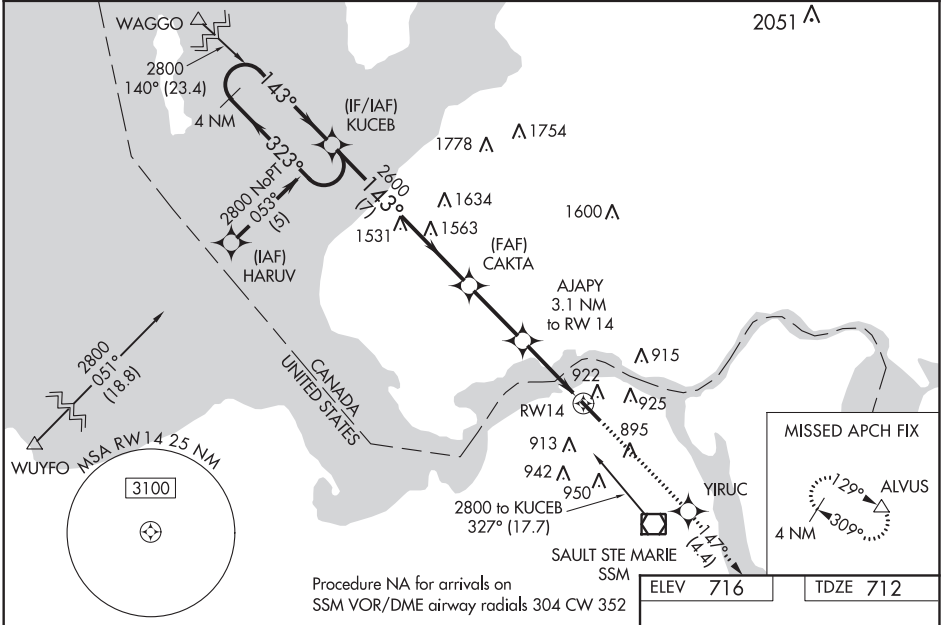 WAGGO
2051
2800
140° (23.4)
4 NM
143°
(IF/IAF)
KUCEB
323°
1778
1754
2800 NoPT
053°
(5)
2600
143°
(7)
1634
1600
1531
1563
(IAF)
HARUV
(FAF)
CAKTA
AJAPY
3.1 NM
to RW 14
2800
051°
(18.8)
CANADA
UNITED STATES
915
922
925
RW14
WUYFO
MSA RW14 25 NM
3100
913
895
942
950
2800 to KUCEB
327° (17.7)
YIRUC
SAULT STE MARIE
SSM
147°
(4.4)
MISSED APCH FIX
129°
ALVUS
4 NM
309°
Procedure NA for arrivals on
SSM VOR/DME airway radials 304 CW 352
ELEV 716
TDZE 712